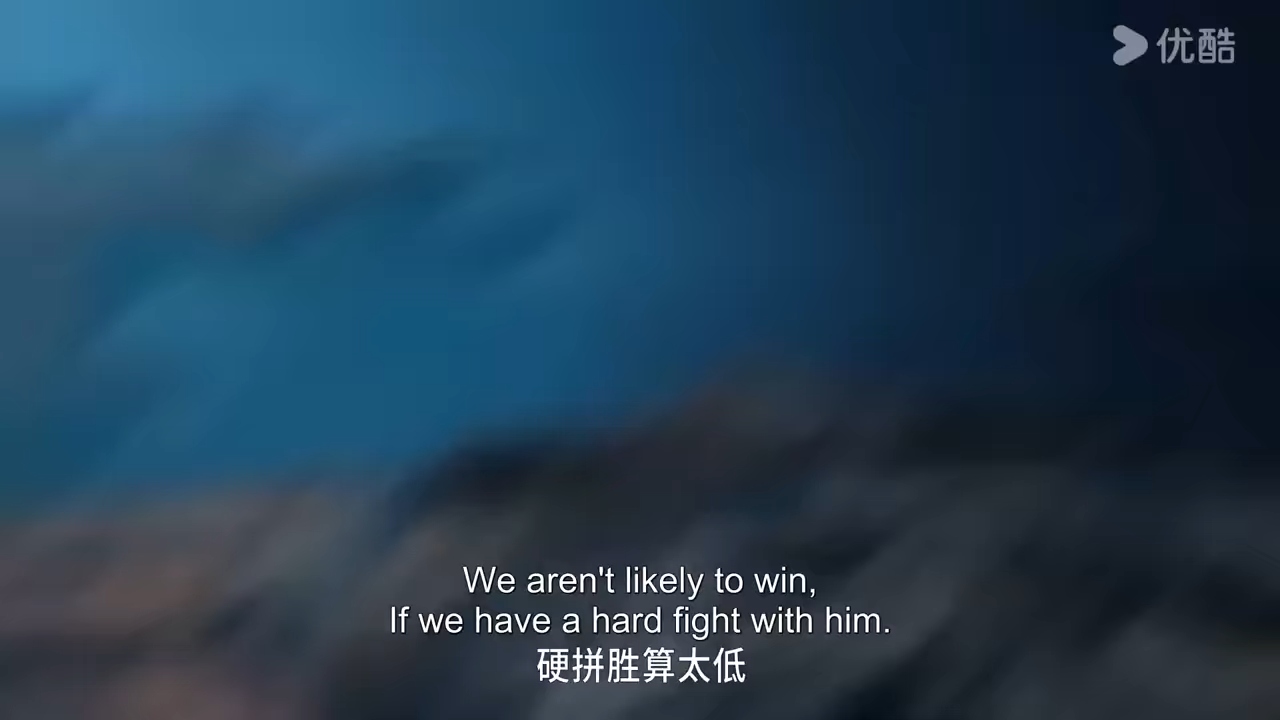 优酷
We aren't likely to win,
If we have a hard fight with him.
硬拼胜算太低